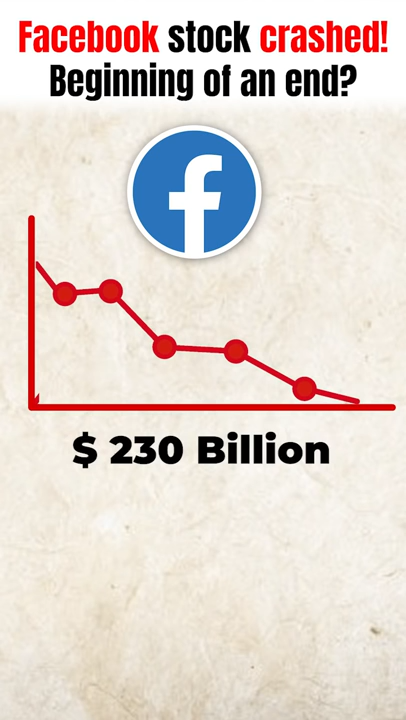 Facebook stock crashed!
Beginning of an end?
f
$ 230 Billion